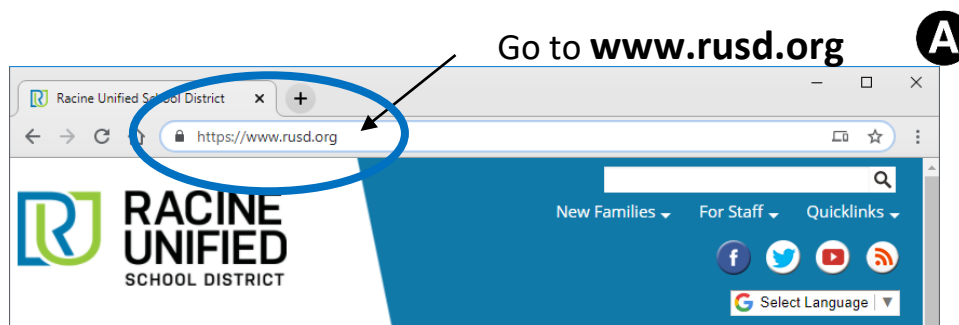 Go to www.rusd.org
A
Racine Unified School District
https://www.rusd.org
RACINE
UNIFIED
SCHOOL DISTRICT
New Families
For Staff
Quicklinks
Select Language